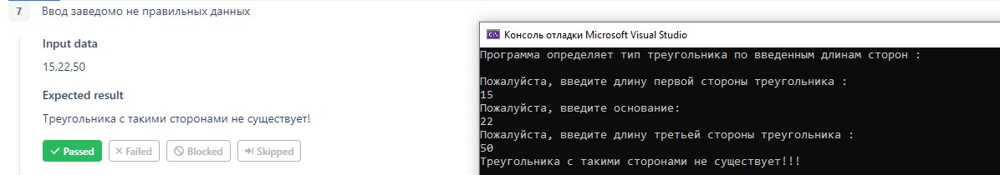 7 Ввод заведомо не правильных данных
Input data
15,22,50
Expected result
Треугольника с такими сторонами не существует!
Passed Failed Blocked Skipped
C:\ Консоль отладки Microsoft Visual Studio
Программа определяет тип треугольника по введенным длинам сторон :
Пожалуйста, введите длину первой стороны треугольника :
15
Пожалуйста, введите основание:
22
Пожалуйста, введите длину третьей стороны треугольника :
50
Треугольника с такими сторонами не существует!!!